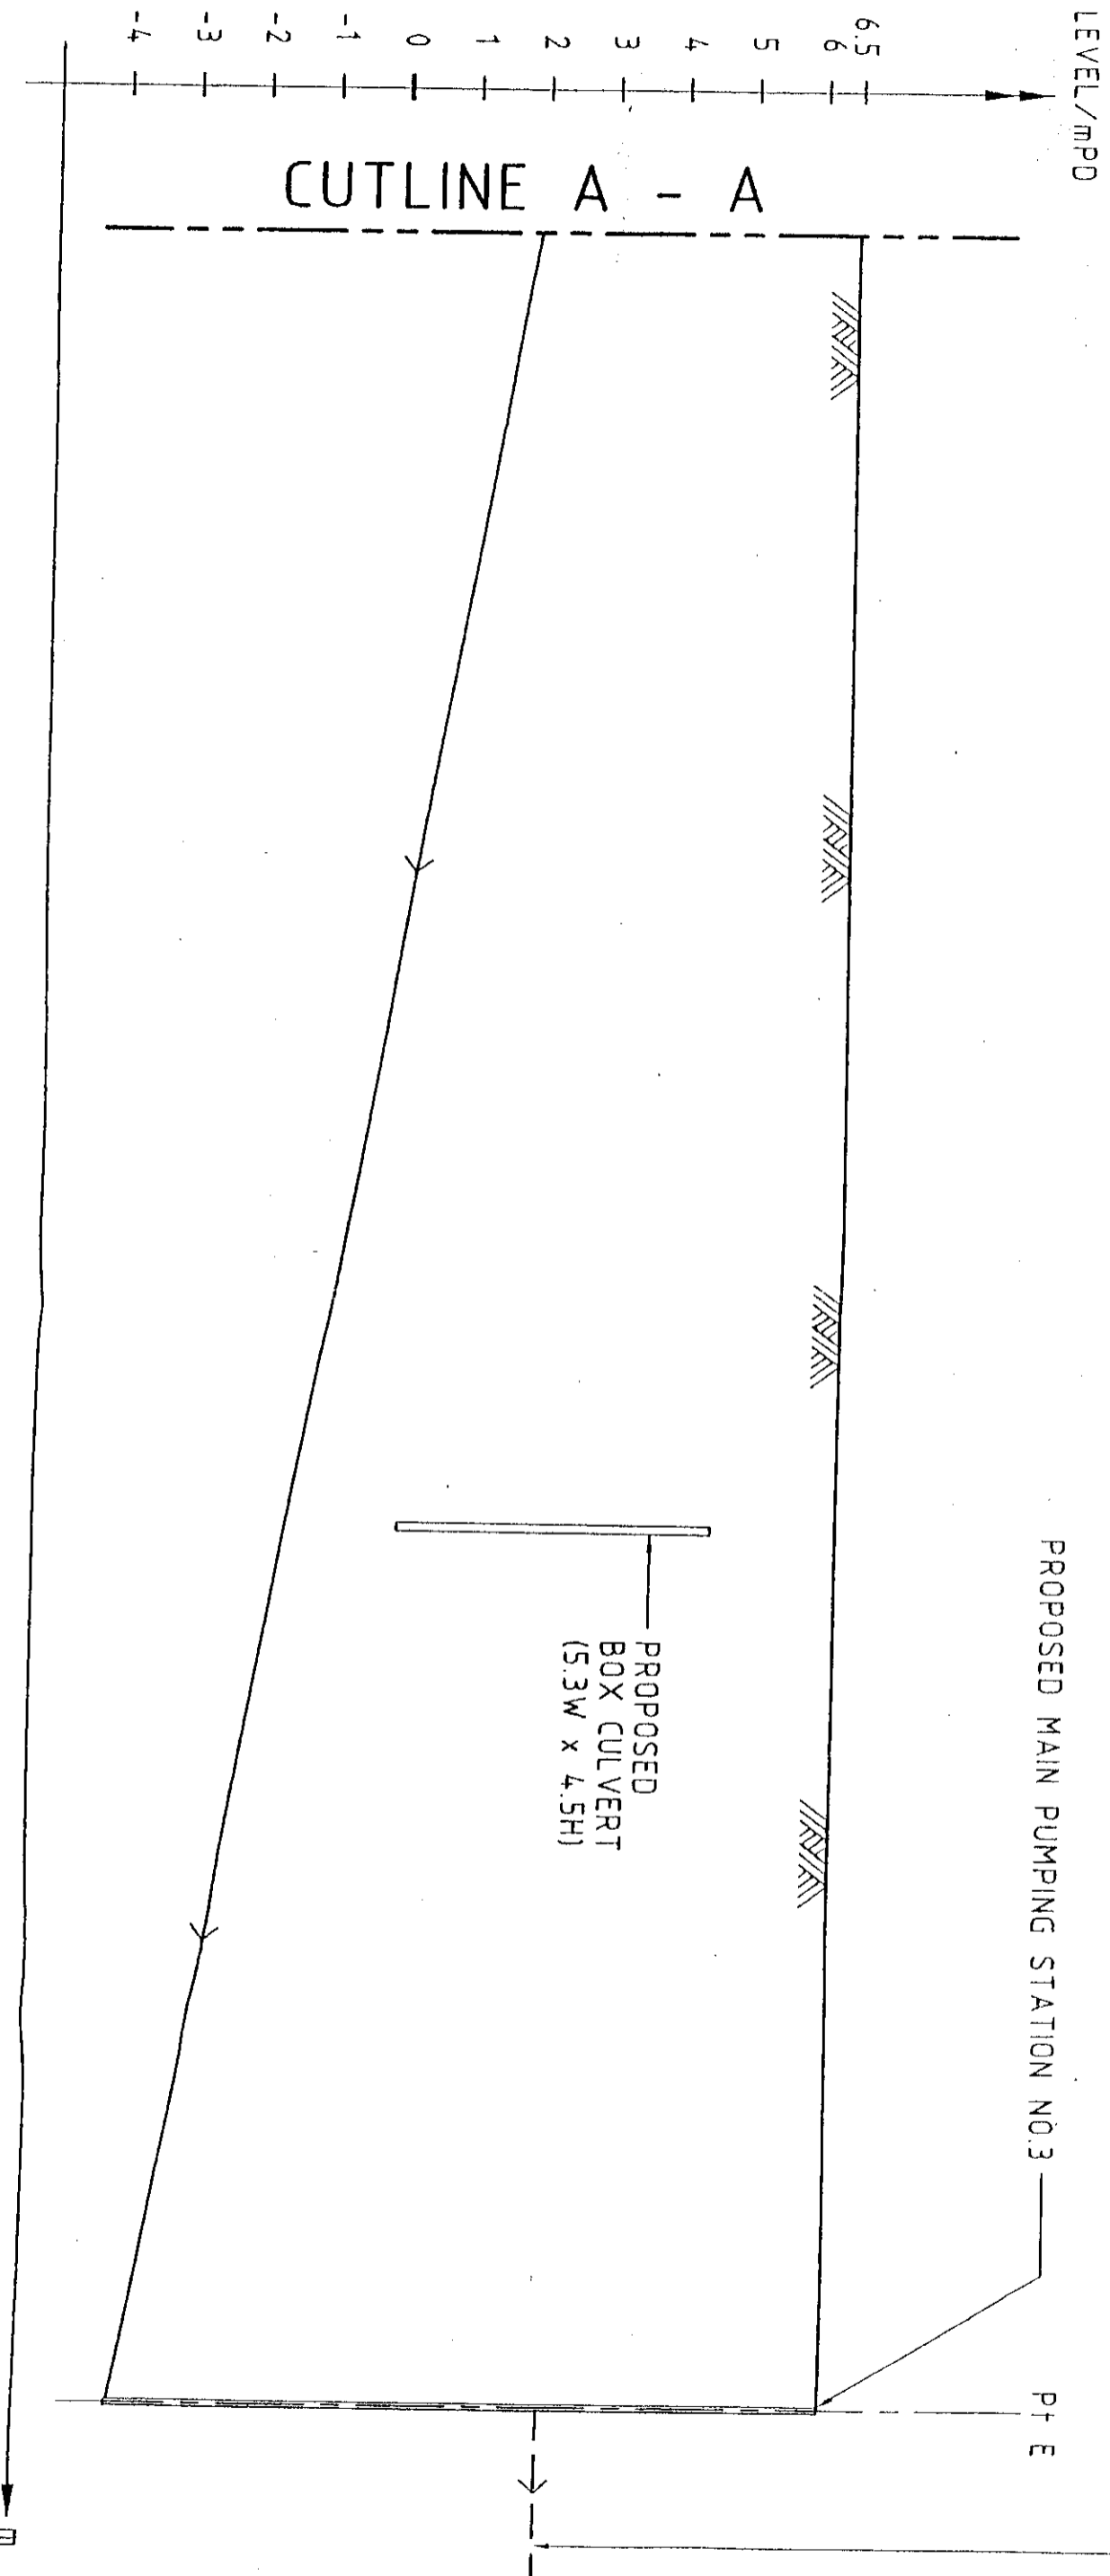 LEVEL/mPD
6.5
6
5
4
3
2
1
0
-1
-2
-3
-4
CUTLINE A - A
PROPOSED
BOX CULVERT
(5.3W x 4.5H)
PROPOSED MAIN PUMPING STATION NO.3
Pt E